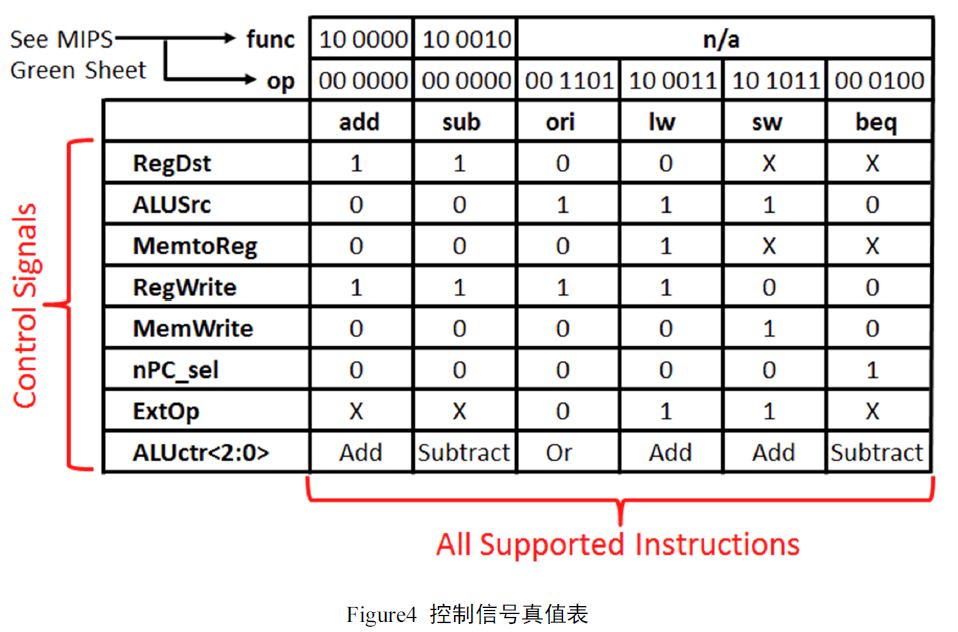 See MIPS func 10 0000 10 0010 n/a
Green Sheet op 00 0000 00 0000 00 1101 10 0011 10 1011 00 0100
add sub ori lw sw beq
RegDst 1 1 0 0 X X
ALUSrc 0 0 1 1 1 0
MemtoReg 0 0 0 1 X X
RegWrite 1 1 1 1 0 0
MemWrite 0 0 0 0 1 0
nPC_sel 0 0 0 0 0 1
ExtOp X X 0 1 1 X
ALUctr<2:0> Add Subtract Or Add Add Subtract
Control Signals
All Supported Instructions
Figure4 控制信号真值表